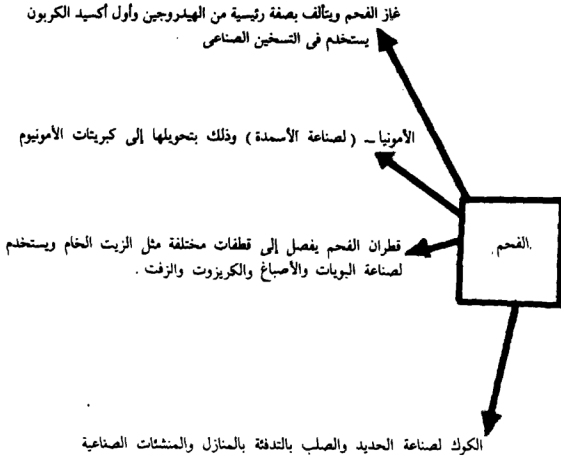 غاز الفحم ويتألف بصفة رئيسية من الهيدروجين وأول أكسيد الكربون
يستخدم فى التسخين الصناعى
الأمونيا ــ ( لصناعة الأسمدة ) وذلك بتحويلها إلى كبريتات الأمونيوم
الفحم
قطران الفحم يفصل إلى قطفات مختلفة مثل الزيت الخام ويستخدم
لصناعة البويات والأصباغ والكريزوت والزفت .
الكوك لصناعة الحديد والصلب بالتدفئة بالمنازل والمنشئات الصناعية